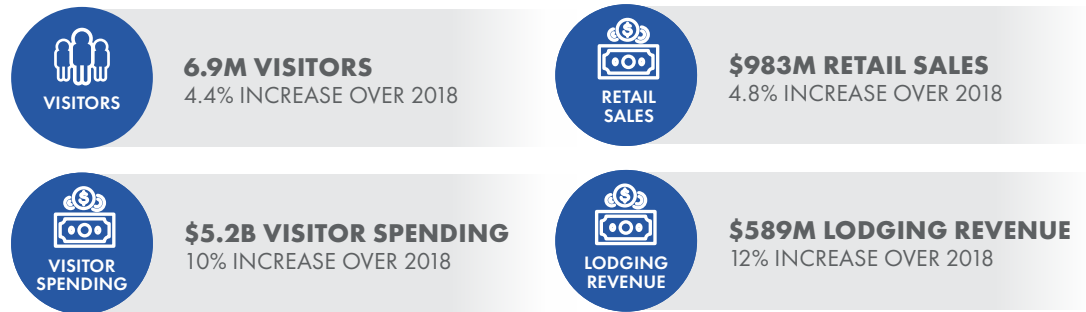 VISITORS
6.9M VISITORS
4.4% INCREASE OVER 2018
RETAIL
SALES
$983M RETAIL SALES
4.8% INCREASE OVER 2018
VISITOR
SPENDING
$5.2B VISITOR SPENDING
10% INCREASE OVER 2018
LODGING
REVENUE
$589M LODGING REVENUE
12% INCREASE OVER 2018